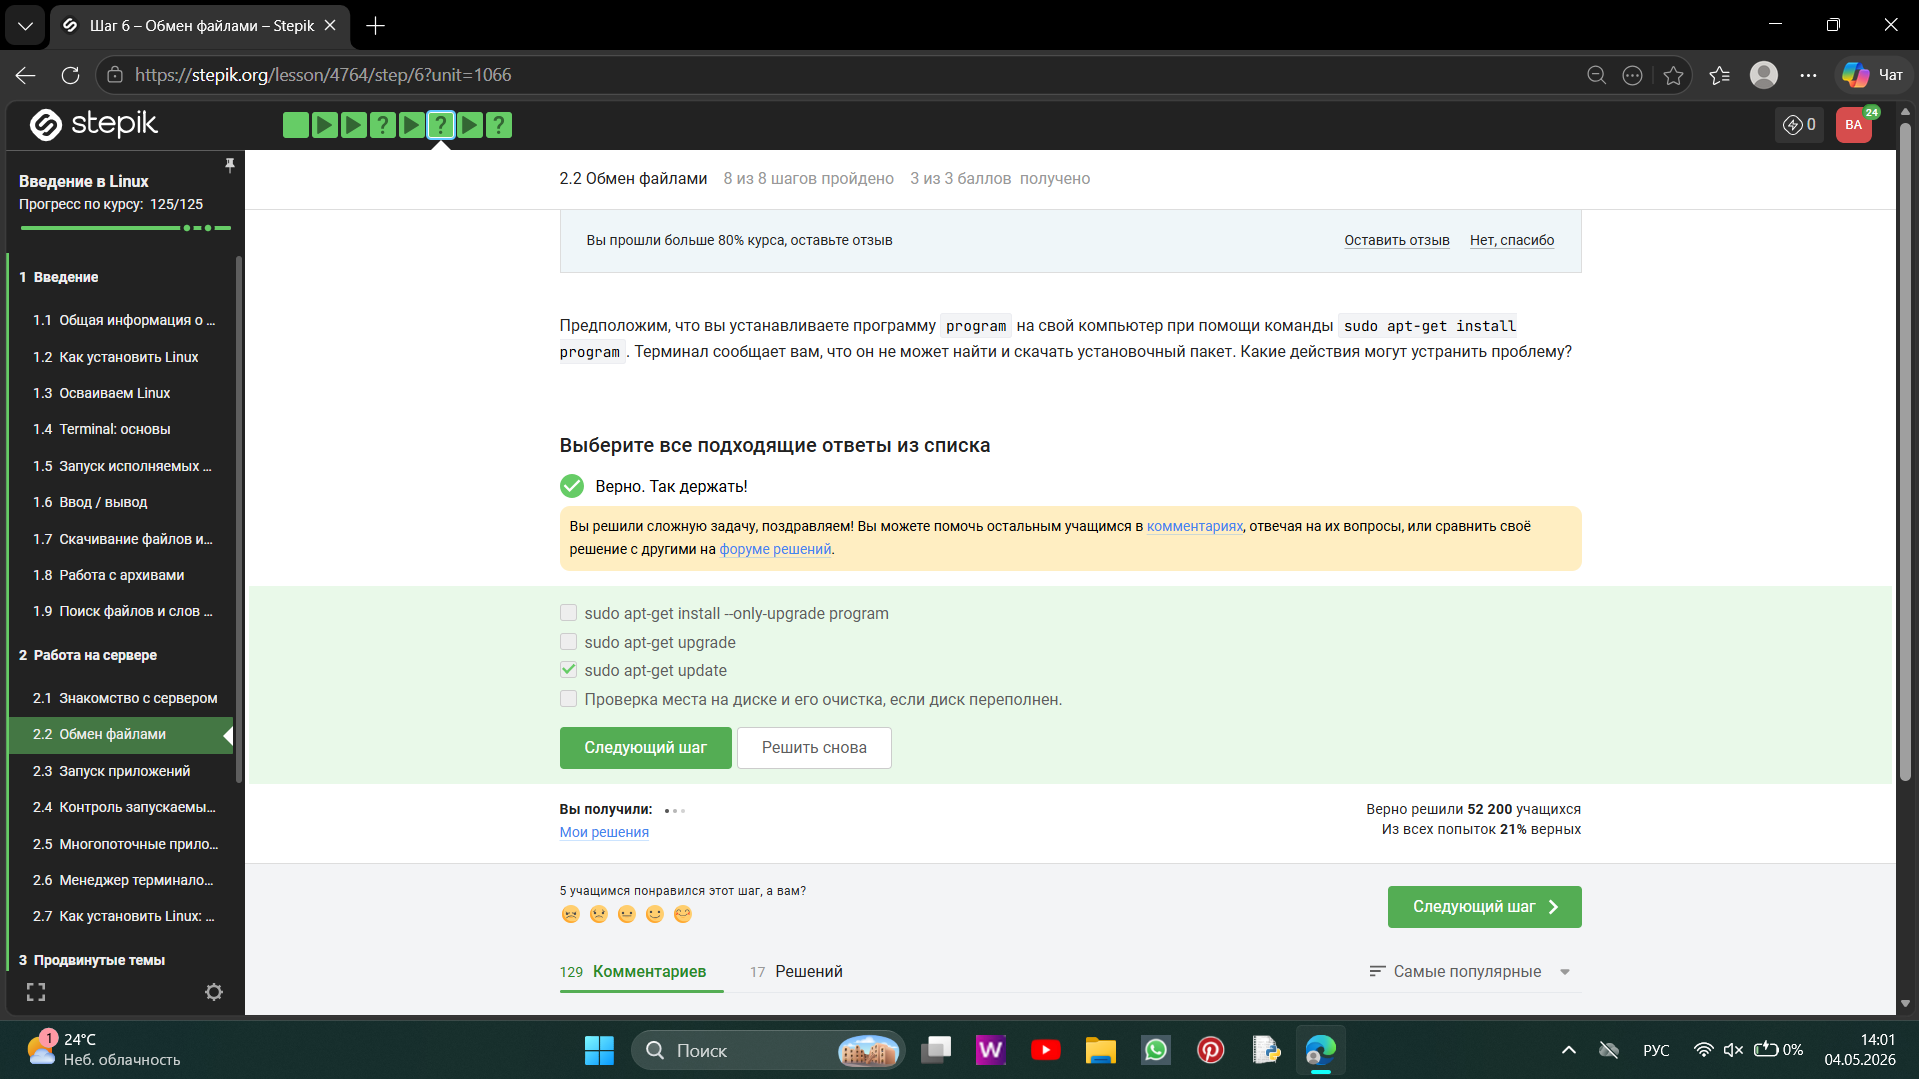 Шаг 6 – Обмен файлами – Stepik
https://stepik.org/lesson/4764/step/6?unit=1066
Чат
stepik
? ? ?
0
ВА
24
Введение в Linux
Прогресс по курсу: 125/125
1 Введение
1.1 Общая информация о ...
1.2 Как установить Linux
1.3 Осваиваем Linux
1.4 Terminal: основы
1.5 Запуск исполняемых ...
1.6 Ввод / вывод
1.7 Скачивание файлов и...
1.8 Работа с архивами
1.9 Поиск файлов и слов ...
2 Работа на сервере
2.1 Знакомство с сервером
2.2 Обмен файлами
2.3 Запуск приложений
2.4 Контроль запускаемы...
2.5 Многопоточные прило...
2.6 Менеджер терминало...
2.7 Как установить Linux: ...
3 Продвинутые темы
2.2 Обмен файлами 8 из 8 шагов пройдено 3 из 3 баллов получено
Вы прошли больше 80% курса, оставьте отзыв
Оставить отзыв Нет, спасибо
Предположим, что вы устанавливаете программу program на свой компьютер при помощи команды sudo apt-get install
program . Терминал сообщает вам, что он не может найти и скачать установочный пакет. Какие действия могут устранить проблему?
Выберите все подходящие ответы из списка
Верно. Так держать!
Вы решили сложную задачу, поздравляем! Вы можете помочь остальным учащимся в комментариях, отвечая на их вопросы, или сравнить своё
решение с другими на форуме решений.
sudo apt-get install --only-upgrade program
sudo apt-get upgrade
sudo apt-get update
Проверка места на диске и его очистка, если диск переполнен.
Следующий шаг Решить снова
Вы получили:
Мои решения
Верно решили 52 200 учащихся
Из всех попыток 21% верных
5 учащимся понравился этот шаг, а вам?
Следующий шаг
129 Комментариев 17 Решений
Самые популярные
1
24°C
Неб. облачность
Поиск
W
РУС
0%
14:01
04.05.2026